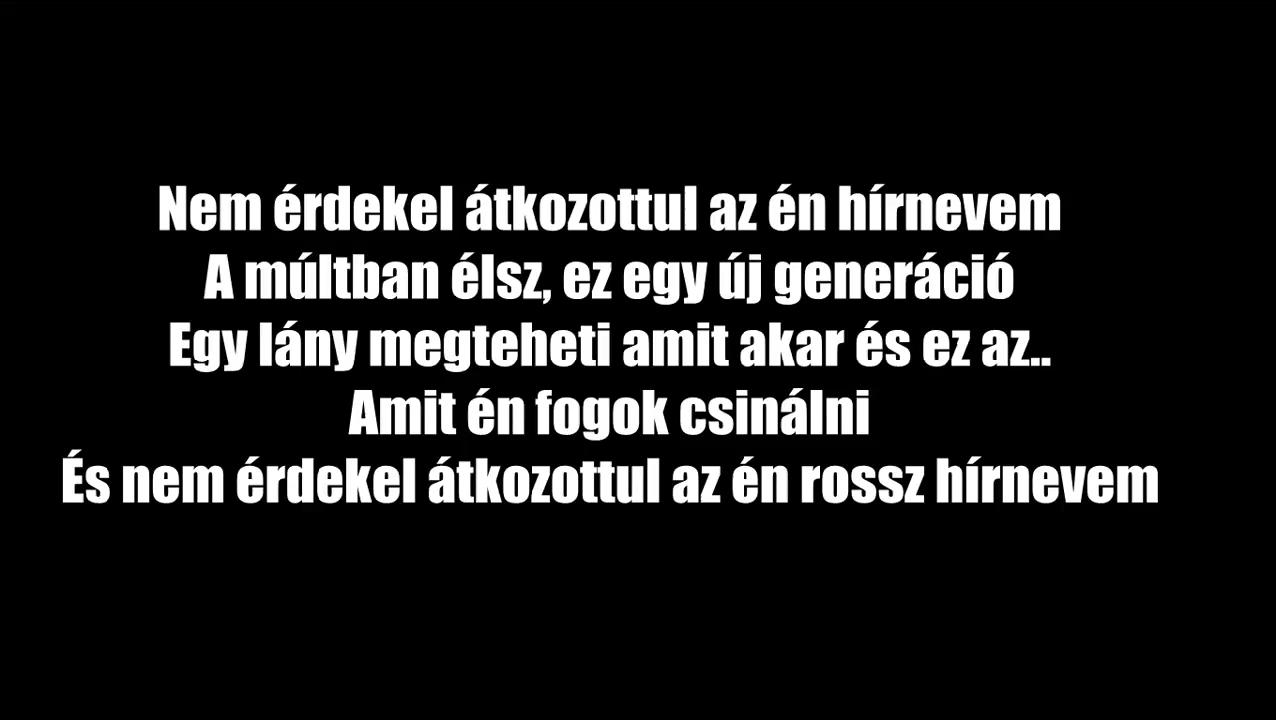 Nem érdekel átkozottul az én hírnevem
A múltban élsz, ez egy új generáció
Egy lány megteheti amit akar és ez az..
Amit én fogok csinálni
És nem érdekel átkozottul az én rossz hírnevem